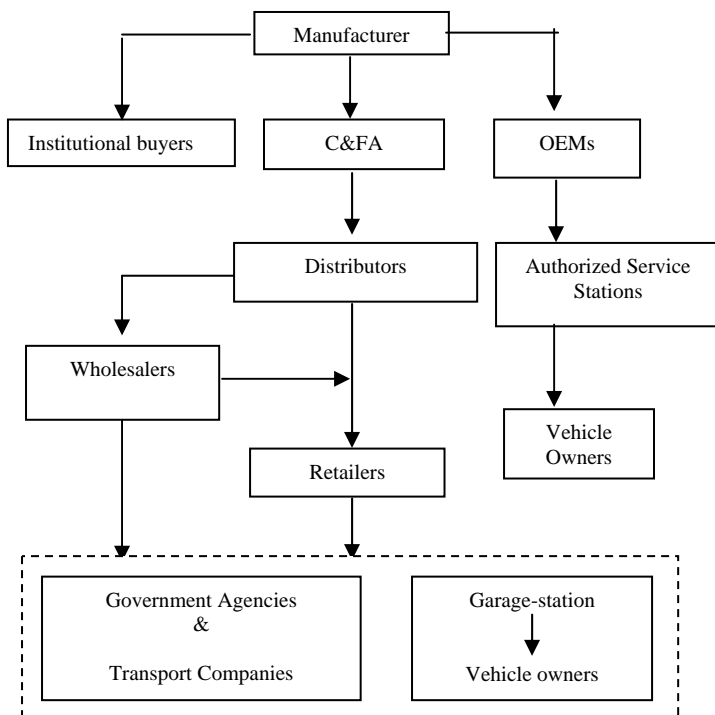 Manufacturer
Institutional buyers
C&FA
OEMs
Distributors
Authorized Service
Stations
Wholesalers
Vehicle
Owners
Retailers
Government Agencies
&
Transport Companies
Garage-station
Vehicle owners